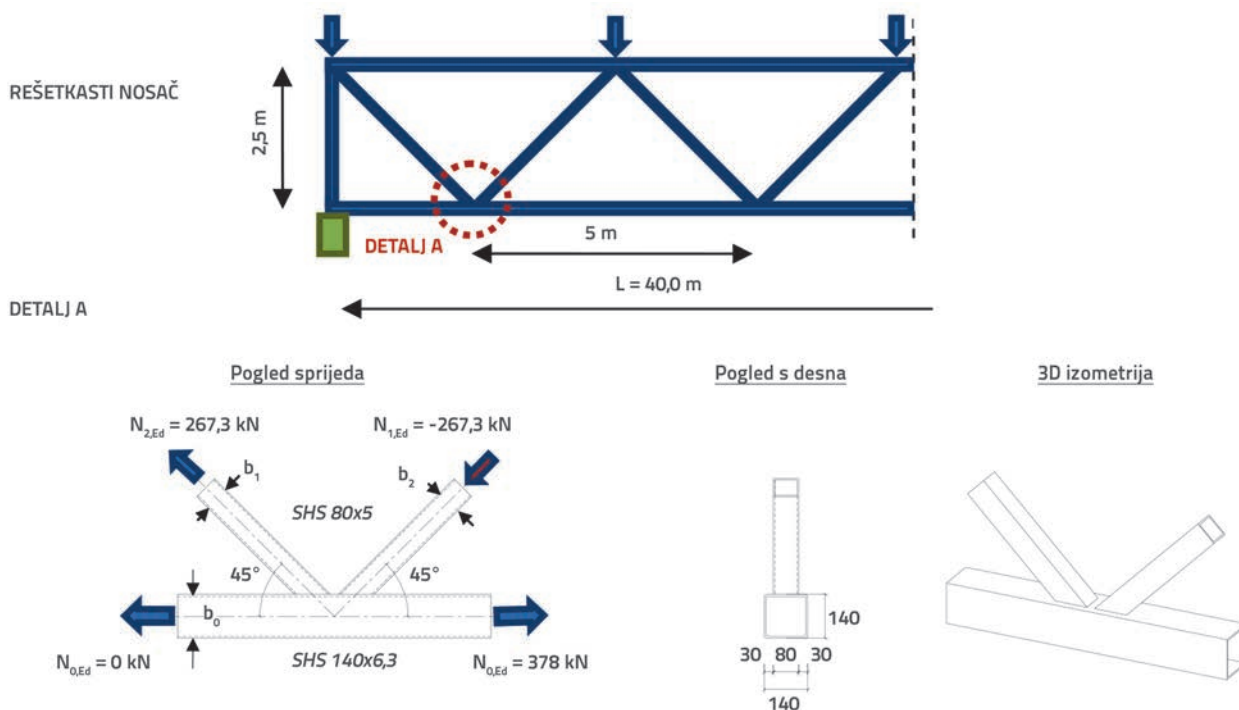 REŠETKASTI NOSAČ
2,5 m
DETALJ A
5 m
L = 40,0 m
DETALJ A
Pogled sprijeda
Pogled s desna
3D izometrija
N2,Ed = 267,3 kN
N1,Ed = -267,3 kN
b1
b2
SHS 80x5
45°
45°
b0
140
N0,Ed = 0 kN
SHS 140x6,3
N0,Ed = 378 kN
30 80 30
140